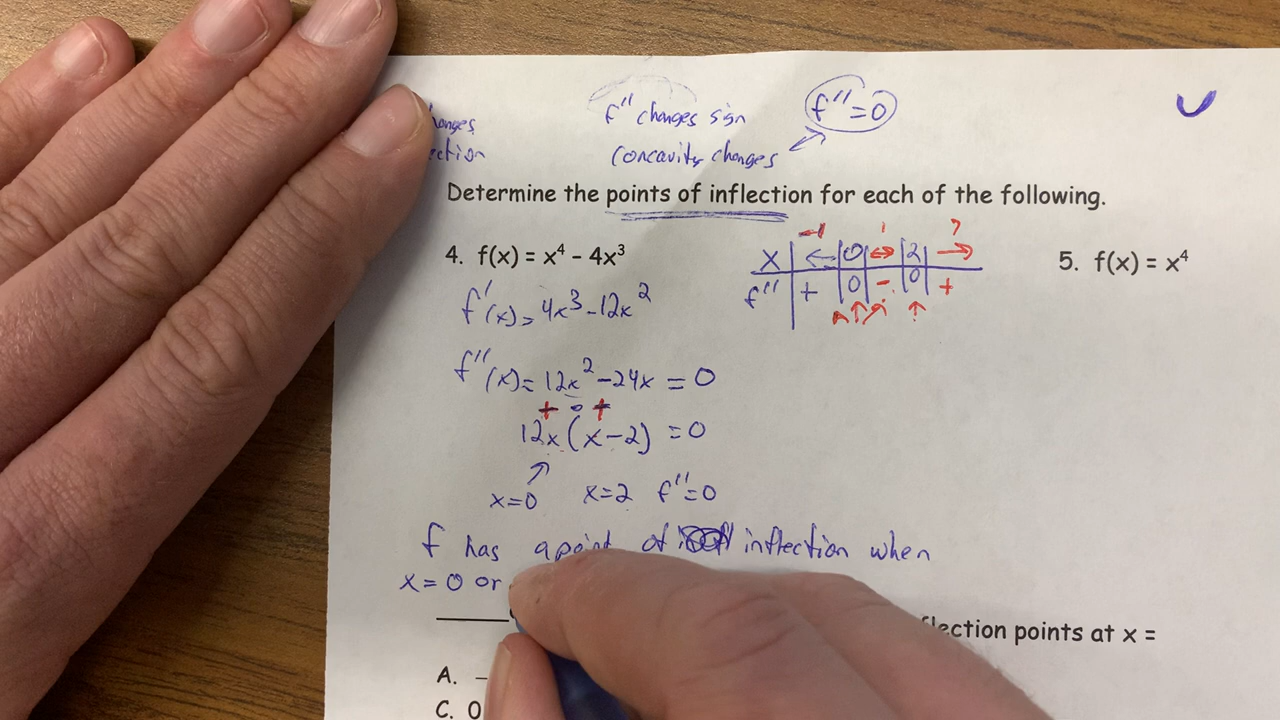 f'' changes sign
f''=0
concavity changes
Determine the points of inflection for each of the following.
4. f(x) = x⁴ – 4x³
5. f(x) = x⁴
-1 1 ?
x | ← | 0 | ↔ | 2 | →
f'' | + | 0 | - | 0 | +
f'(x) = 4x³ - 12x²
f''(x) = 12x² - 24x = 0
+ +
12x(x-2) = 0
x=0 x=2 f''=0
f has a point of inflection when
x = 0 or
points at x =
A. –
C. 0